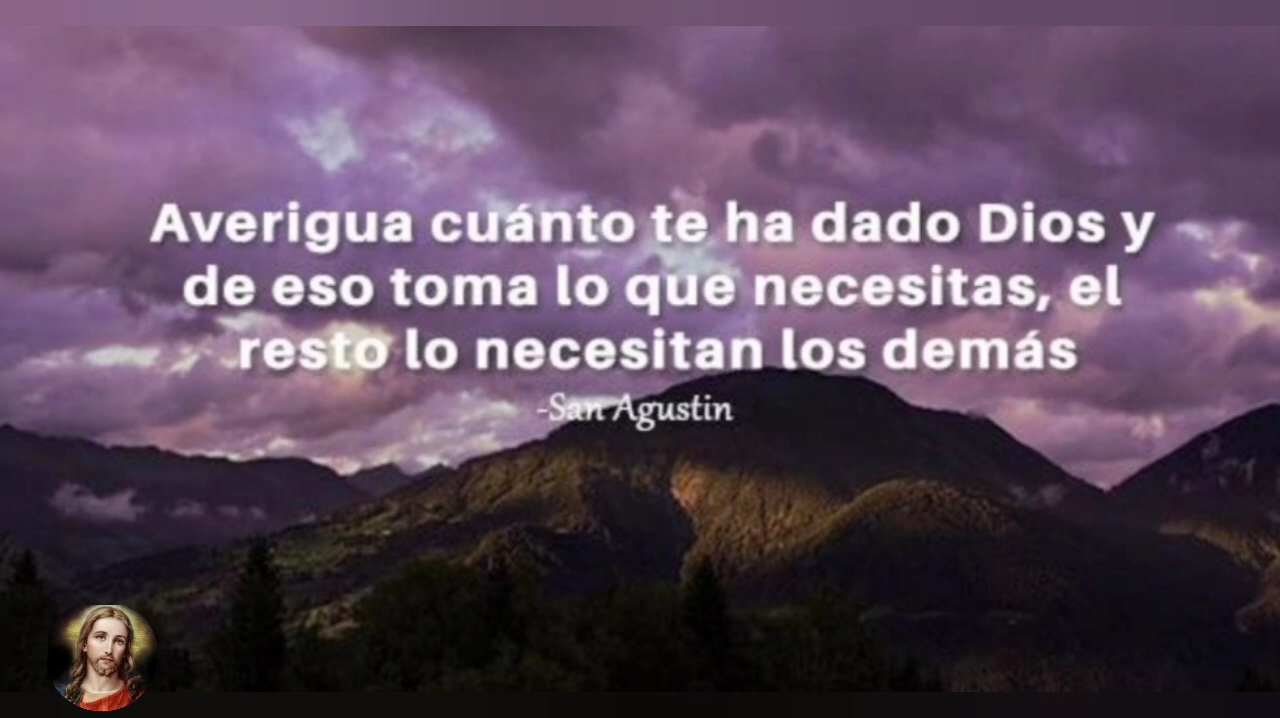 Averigua cuánto te ha dado Dios y
de eso toma lo que necesitas, el
resto lo necesitan los demás
-San Agustin